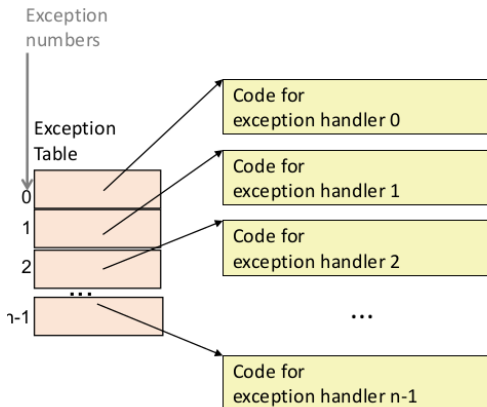 Exception
numbers
Exception
Table
0
1
2
...
n-1
Code for
exception handler 0
Code for
exception handler 1
Code for
exception handler 2
...
Code for
exception handler n-1